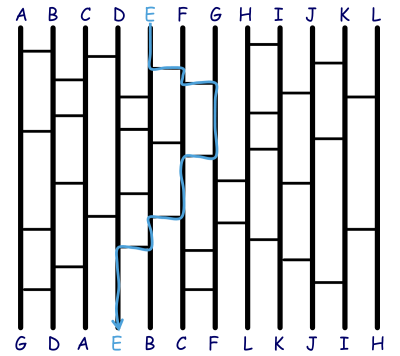 A B C D E F G H I J K L
G D A E B C F L K J I H